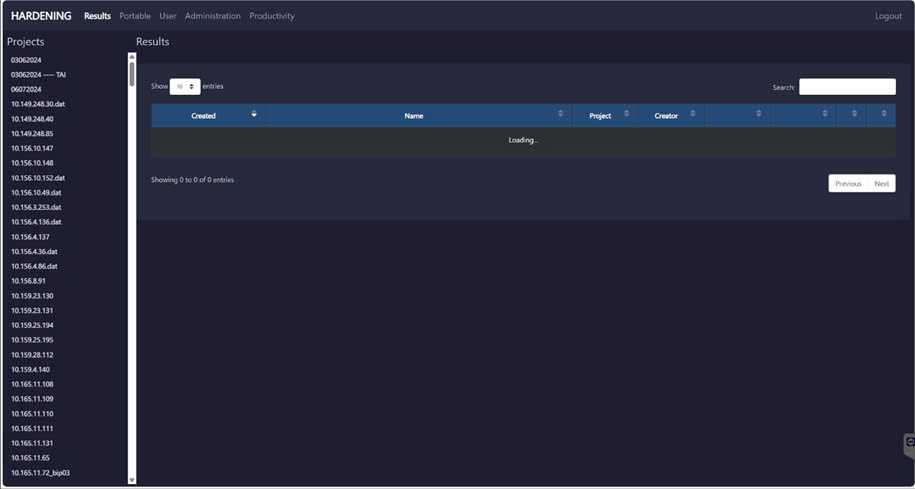 HARDENING Results Portable User Administration Productivity Logout
Projects
03062024
03062024 ---- TAI
06072024
10.149.248.30.dat
10.149.248.40
10.149.248.85
10.156.10.147
10.156.10.148
10.156.10.152.dat
10.156.10.49.dat
10.156.3.253.dat
10.156.4.136.dat
10.156.4.137
10.156.4.36.dat
10.156.4.86.dat
10.156.8.91
10.159.23.130
10.159.23.131
10.159.25.194
10.159.25.195
10.159.28.112
10.159.4.140
10.165.11.108
10.165.11.109
10.165.11.110
10.165.11.111
10.165.11.131
10.165.11.65
10.165.11.72_bip03
Results
Show 10 entries Search:
Created Name Project Creator
Loading...
Showing 0 to 0 of 0 entries
Previous Next